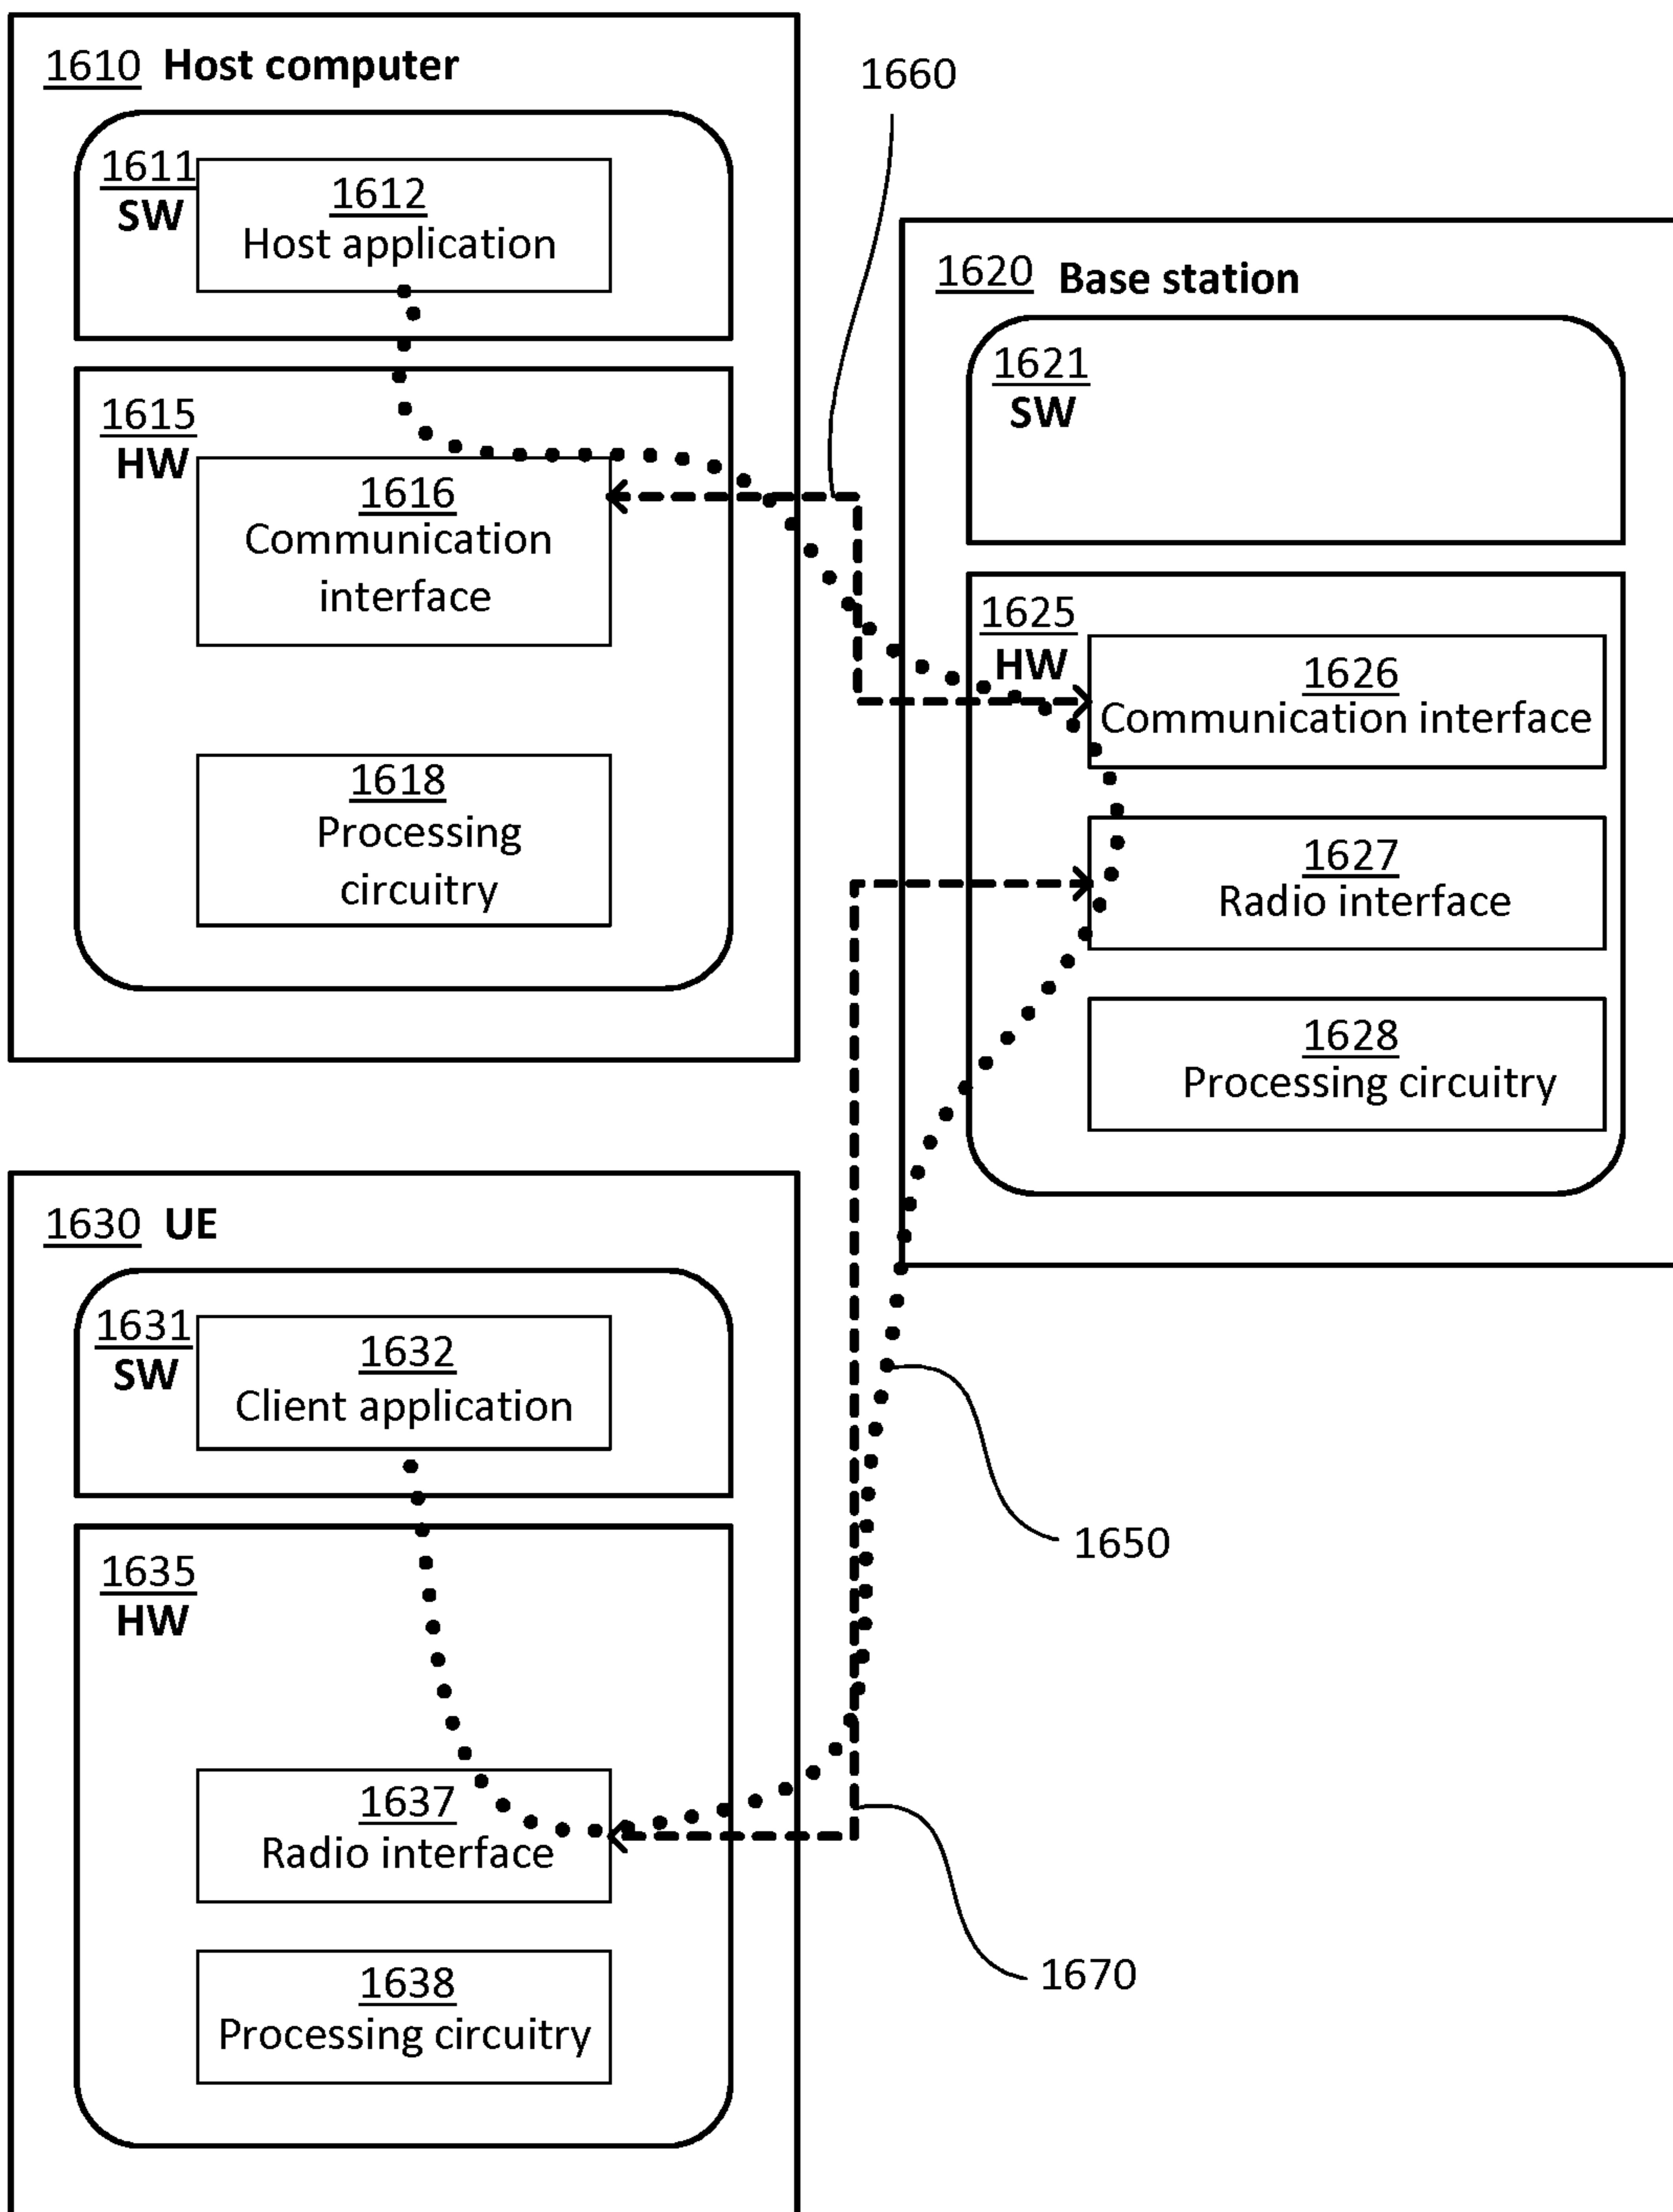 1610 Host computer
1611
SW
1612
Host application
1615
HW
1616
Communication
interface
1618
Processing
circuitry
1660
1620 Base station
1621
SW
1625
HW
1626
Communication interface
1627
Radio interface
1628
Processing circuitry
1630 UE
1631
SW
1632
Client application
1635
HW
1637
Radio interface
1638
Processing circuitry
1650
1670